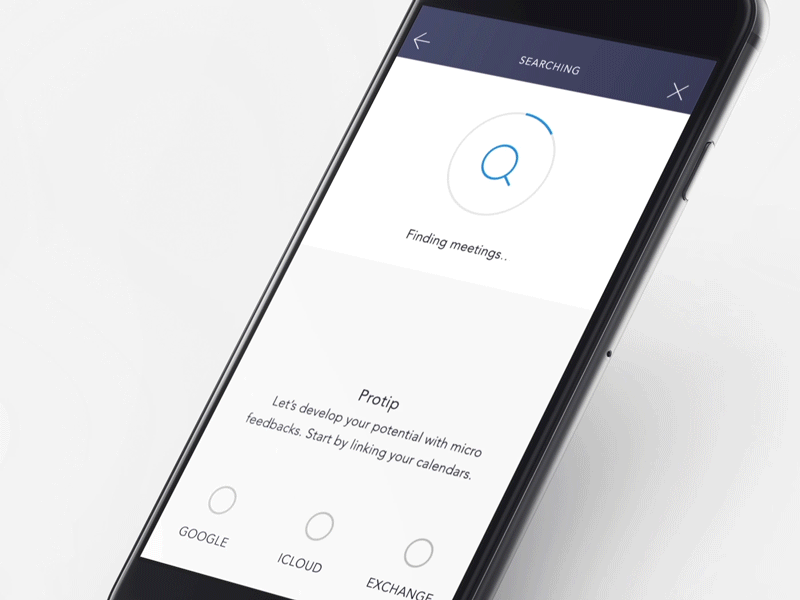 SEARCHING
Finding meetings..
Protip
Let's develop your potential with micro
feedbacks. Start by linking your calendars.
GOOGLE
ICLOUD
EXCHANGE